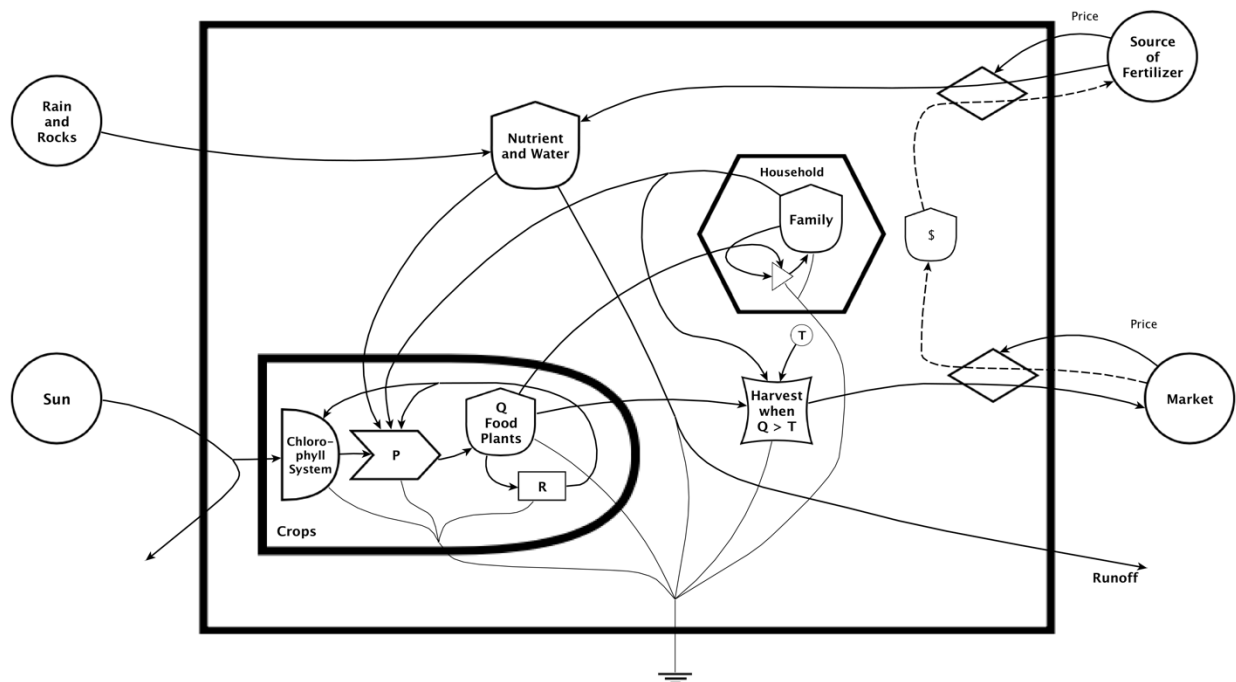 Price
Source
of
Fertilizer
Rain
and
Rocks
Nutrient
and Water
Household
Family
$
Price
T
Sun
Market
Harvest
when
Q > T
Q
Food
Plants
Chloro-
phyll
System
P
R
Crops
Runoff